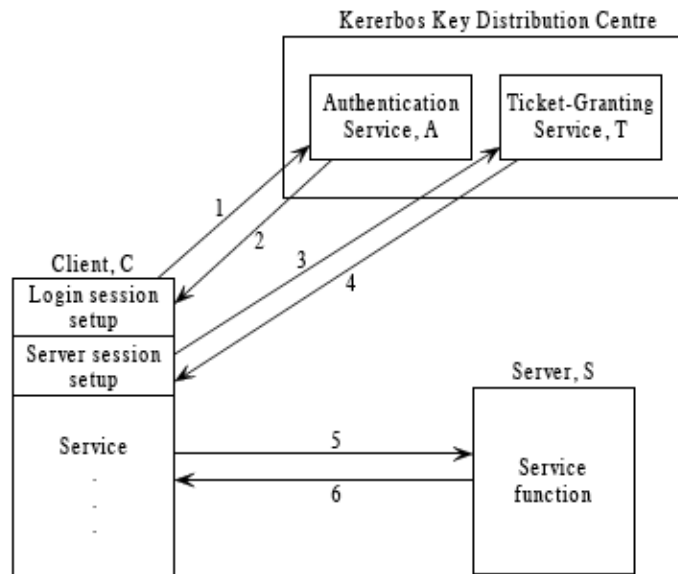 Kererbos Key Distribution Centre
Authentication
Service, A
Ticket-Granting
Service, T
1
2
3
4
Client, C
Login session
setup
Server session
setup
Service
.
.
.
5
6
Server, S
Service
function